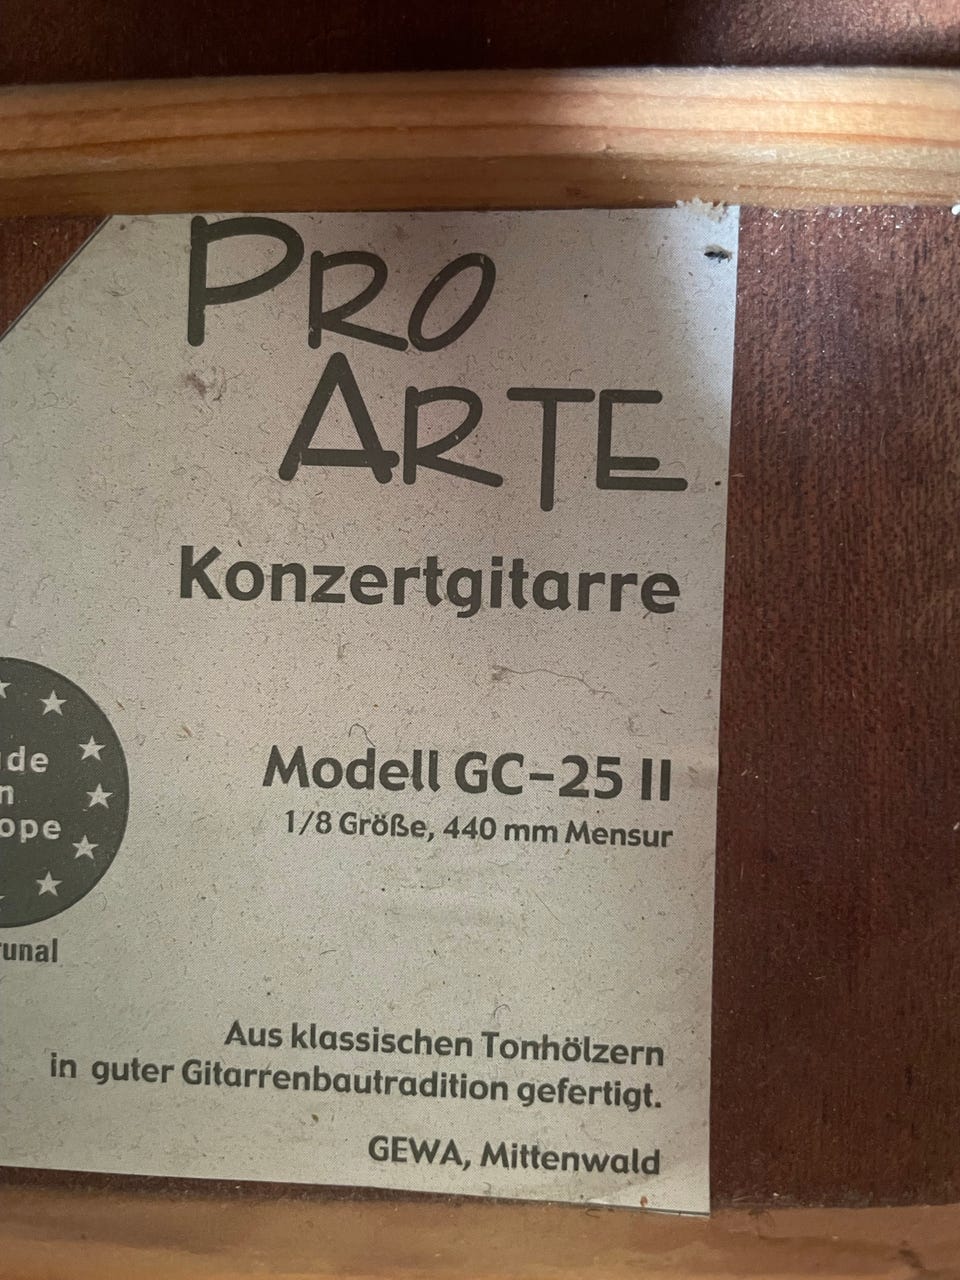 PRO
ARTE
Konzertgitarre
Modell GC-25 II
1/8 Größe, 440 mm Mensur
Aus klassischen Tonhölzern
in guter Gitarrenbautradition gefertigt.
GEWA, Mittenwald